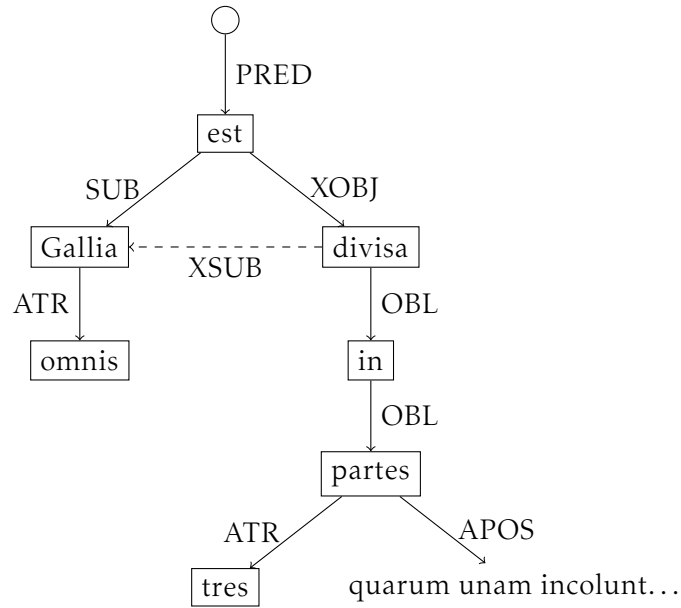 PRED
est
SUB XOBJ
Gallia divisa
XSUB
ATR OBL
omnis in
OBL
partes
ATR APOS
tres quarum unam incolunt...